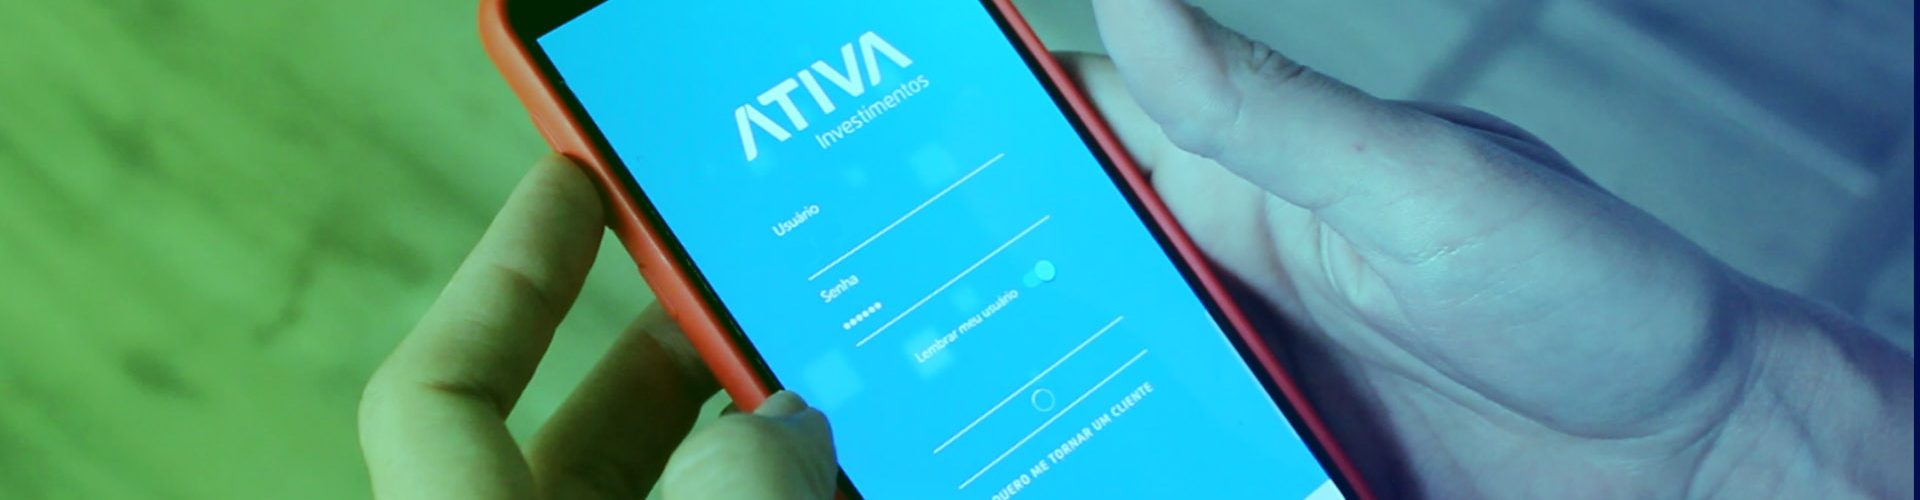 ATIVA
Investimentos
Usuário
Senha
••••••
Lembrar meu usuário
QUERO ME TORNAR UM CLIENTE